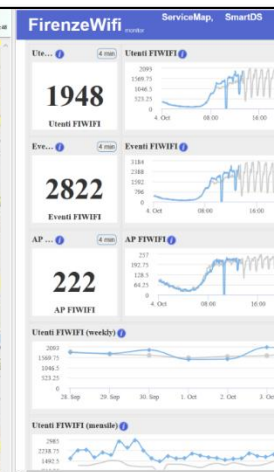 FirenzeWifi monitor
ServiceMap, SmartDS
Ute... i 4 min
1948
Utenti FIWIFI
Utenti FIWIFI i
2093
1569.75
1046.5
523.25
0
4. Oct 08:00 16:00
Eve... i 4 min
2822
Eventi FIWIFI
Eventi FIWIFI i
3184
2388
1592
796
0
4. Oct 08:00 16:00
AP ... i 4 min
222
AP FIWIFI
AP FIWIFI i
257
192.75
128.5
64.25
0
4. Oct 08:00 16:00
Utenti FIWIFI (weekly) i
2093
1569.75
1046.5
523.25
0
28. Sep 29. Sep 30. Sep 1. Oct 2. Oct 3. Oc
Utenti FIWIFI (mensile) i
2985
2238.75
1492.5